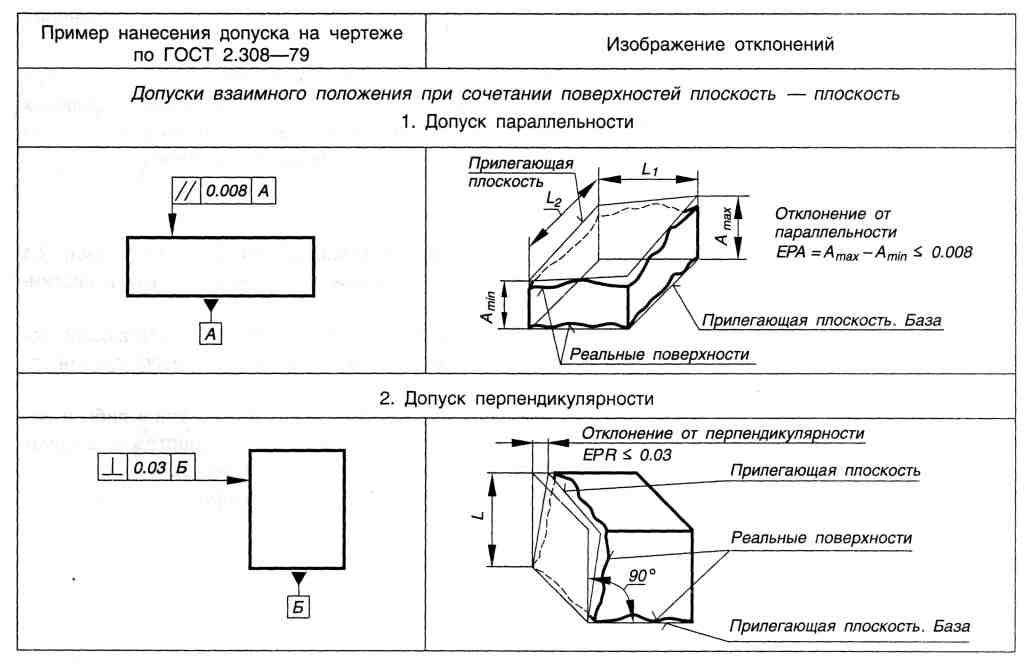 Пример нанесения допуска на чертеже
по ГОСТ 2.308—79
Изображение отклонений
Допуски взаимного положения при сочетании поверхностей плоскость — плоскость
1. Допуск параллельности
// 0.008 А
А
Прилегающая
плоскость
L2
L1
A max
A min
Отклонение от
параллельности
EPA = Amax – Amin ≤ 0.008
Прилегающая плоскость. База
Реальные поверхности
2. Допуск перпендикулярности
⊥ 0.03 Б
Б
Отклонение от перпендикулярности
EPR ≤ 0.03
Прилегающая плоскость
L
Реальные поверхности
90°
Прилегающая плоскость. База